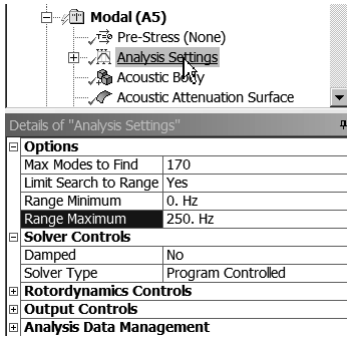 Modal (A5)
Pre-Stress (None)
Analysis Settings
Acoustic Body
Acoustic Attenuation Surface
Details of "Analysis Settings"
Options
Max Modes to Find 170
Limit Search to Range Yes
Range Minimum 0. Hz
Range Maximum 250. Hz
Solver Controls
Damped No
Solver Type Program Controlled
Rotordynamics Controls
Output Controls
Analysis Data Management